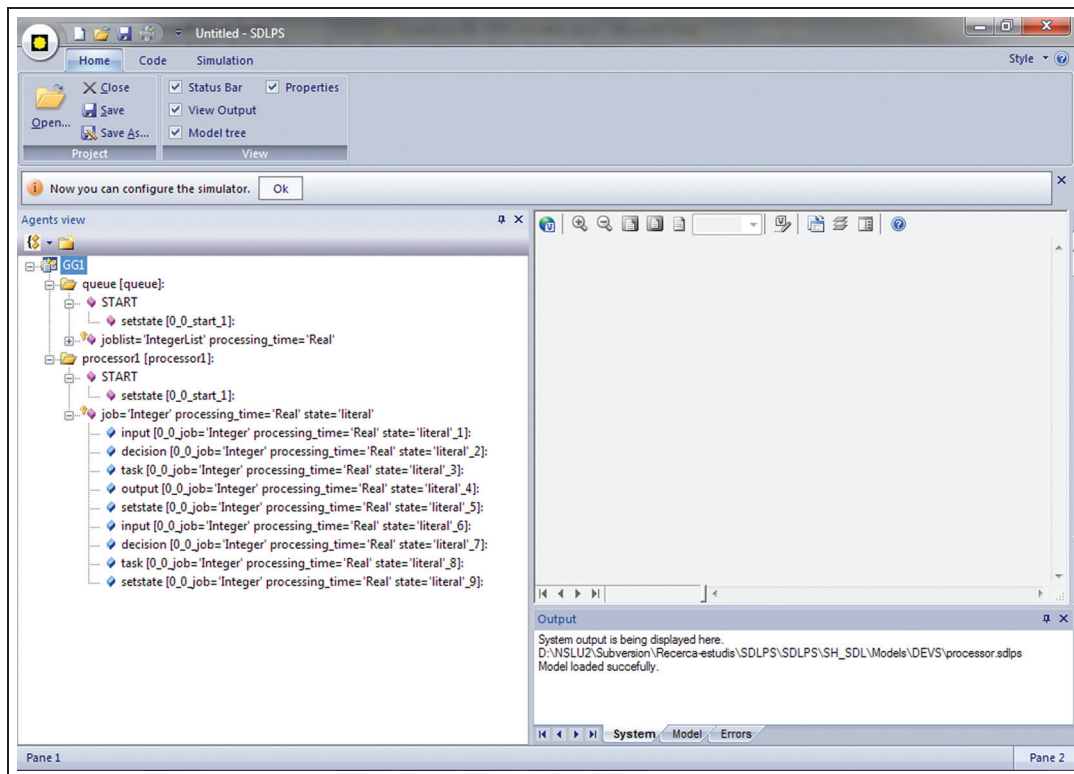 Untitled - SDLPS
Home Code Simulation Style
Open...
Close
Save
Save As...
Project
Status Bar Properties
View Output
Model tree
View
Now you can configure the simulator. Ok
Agents view
GG1
queue [queue]:
START
setstate [0_0_start_1]:
joblist='IntegerList' processing_time='Real'
processor1 [processor1]:
START
setstate [0_0_start_1]:
job='Integer' processing_time='Real' state='literal'
input [0_0_job='Integer' processing_time='Real' state='literal'_1]:
decision [0_0_job='Integer' processing_time='Real' state='literal'_2]:
task [0_0_job='Integer' processing_time='Real' state='literal'_3]:
output [0_0_job='Integer' processing_time='Real' state='literal'_4]:
setstate [0_0_job='Integer' processing_time='Real' state='literal'_5]:
input [0_0_job='Integer' processing_time='Real' state='literal'_6]:
decision [0_0_job='Integer' processing_time='Real' state='literal'_7]:
task [0_0_job='Integer' processing_time='Real' state='literal'_8]:
setstate [0_0_job='Integer' processing_time='Real' state='literal'_9]:
Output
System output is being displayed here.
D:\NSLU2\Subversion\Recerca-estudis\SDLPS\SDLPS\SH_SDL\Models\DEVS\processor.sdlps
Model loaded succefully.
System Model Errors
Pane 1 Pane 2